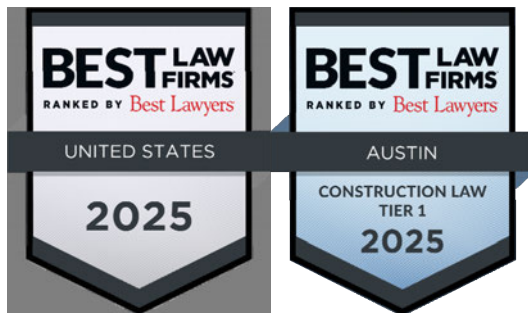 BEST LAW FIRMS
RANKED BY Best Lawyers
UNITED STATES
2025
BEST LAW FIRMS
RANKED BY Best Lawyers
AUSTIN
CONSTRUCTION LAW
TIER 1
2025